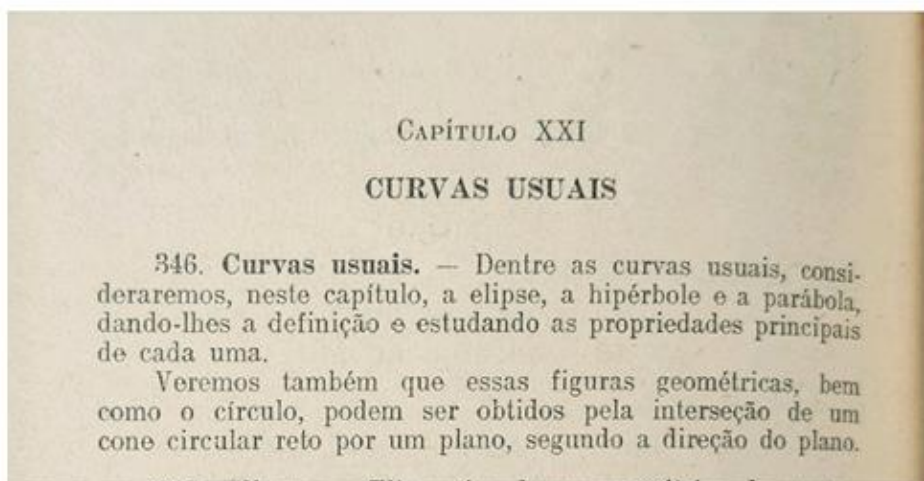 CAPÍTULO XXI
CURVAS USUAIS
346. Curvas usuais. — Dentre as curvas usuais, consi-
deraremos, neste capítulo, a elipse, a hipérbole e a parábola,
dando-lhes a definição e estudando as propriedades principais
de cada uma.
Veremos também que essas figuras geométricas, bem
como o círculo, podem ser obtidos pela interseção de um
cone circular reto por um plano, segundo a direção do plano.